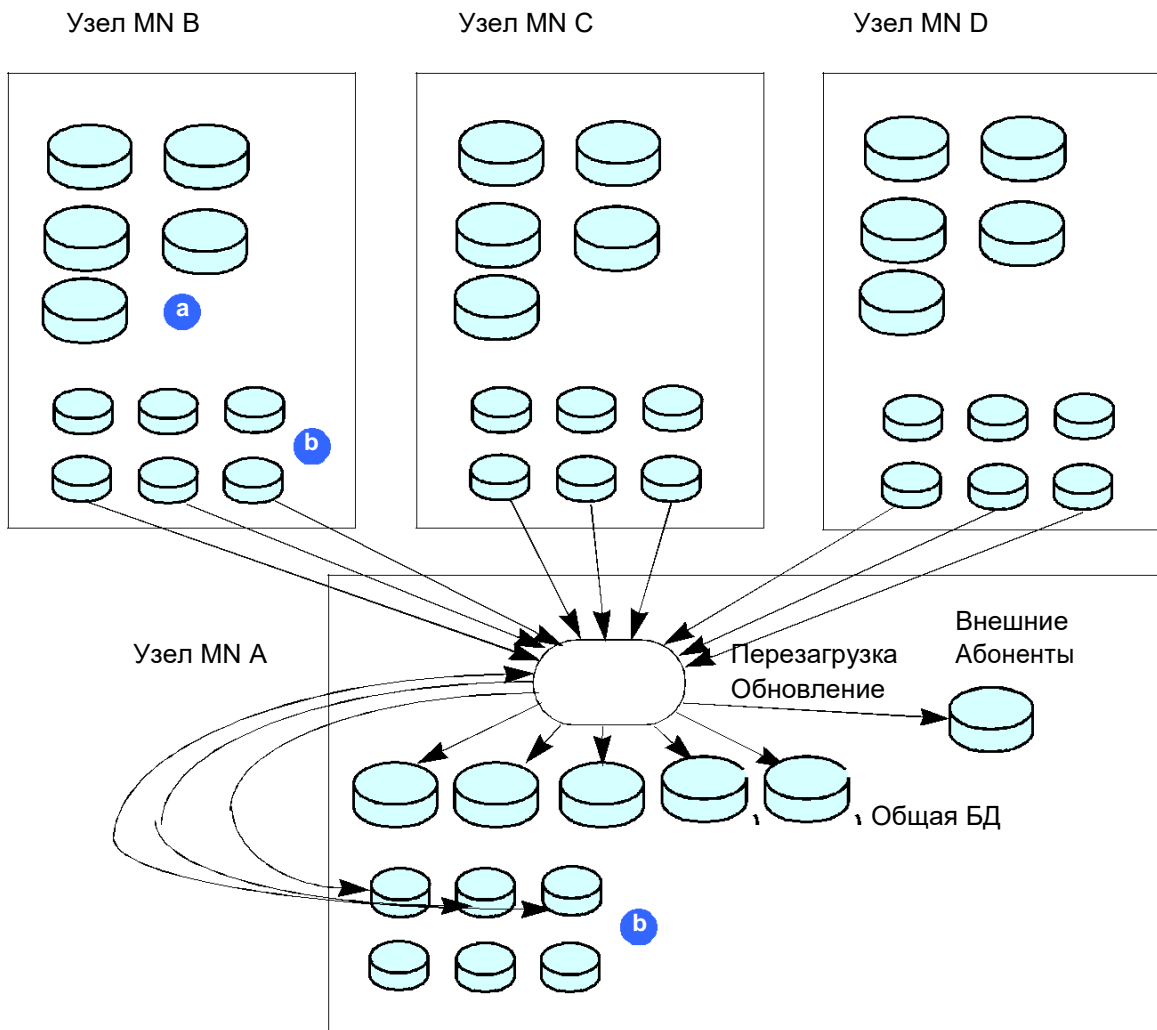 Узел MN B
Узел MN C
Узел MN D
a
b
Узел MN A
Перезагрузка
Обновление
Внешние
Абоненты
Общая БД
b